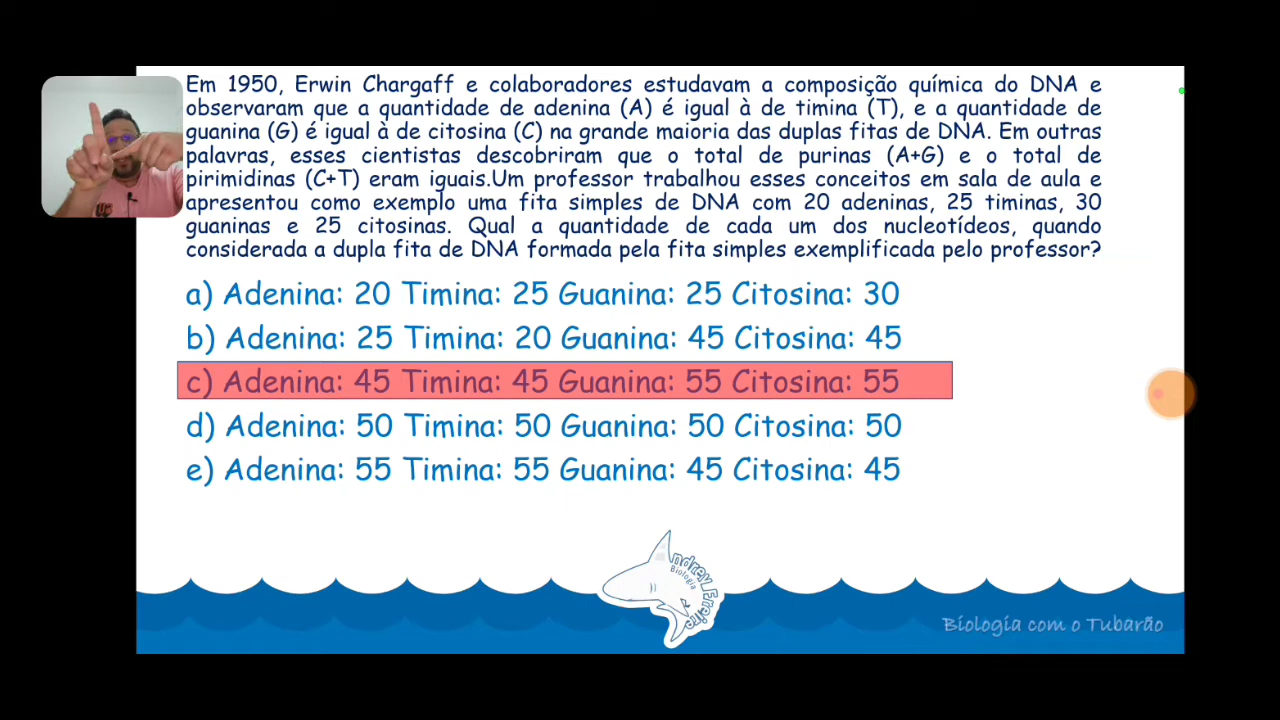 Em 1950, Erwin Chargaff e colaboradores estudavam a composição química do DNA e
observaram que a quantidade de adenina (A) é igual à de timina (T), e a quantidade de
guanina (G) é igual à de citosina (C) na grande maioria das duplas fitas de DNA. Em outras
palavras, esses cientistas descobriram que o total de purinas (A+G) e o total de
pirimidinas (C+T) eram iguais.Um professor trabalhou esses conceitos em sala de aula e
apresentou como exemplo uma fita simples de DNA com 20 adeninas, 25 timinas, 30
guaninas e 25 citosinas. Qual a quantidade de cada um dos nucleotídeos, quando
considerada a dupla fita de DNA formada pela fita simples exemplificada pelo professor?
a) Adenina: 20 Timina: 25 Guanina: 25 Citosina: 30
b) Adenina: 25 Timina: 20 Guanina: 45 Citosina: 45
c) Adenina: 45 Timina: 45 Guanina: 55 Citosina: 55
d) Adenina: 50 Timina: 50 Guanina: 50 Citosina: 50
e) Adenina: 55 Timina: 55 Guanina: 45 Citosina: 45
Biologia
Biologia com o Tubarão